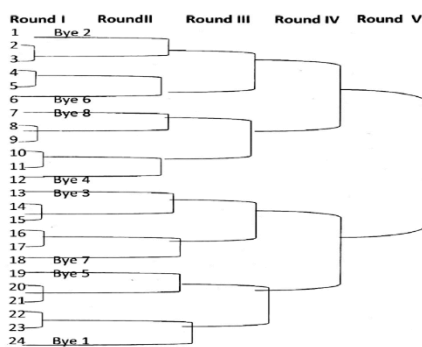 Round I RoundII Round III Round IV Round V
1 Bye 2
2
3
4
5
6 Bye 6
7 Bye 8
8
9
10
11
12 Bye 4
13 Bye 3
14
15
16
17
18 Bye 7
19 Bye 5
20
21
22
23
24 Bye 1